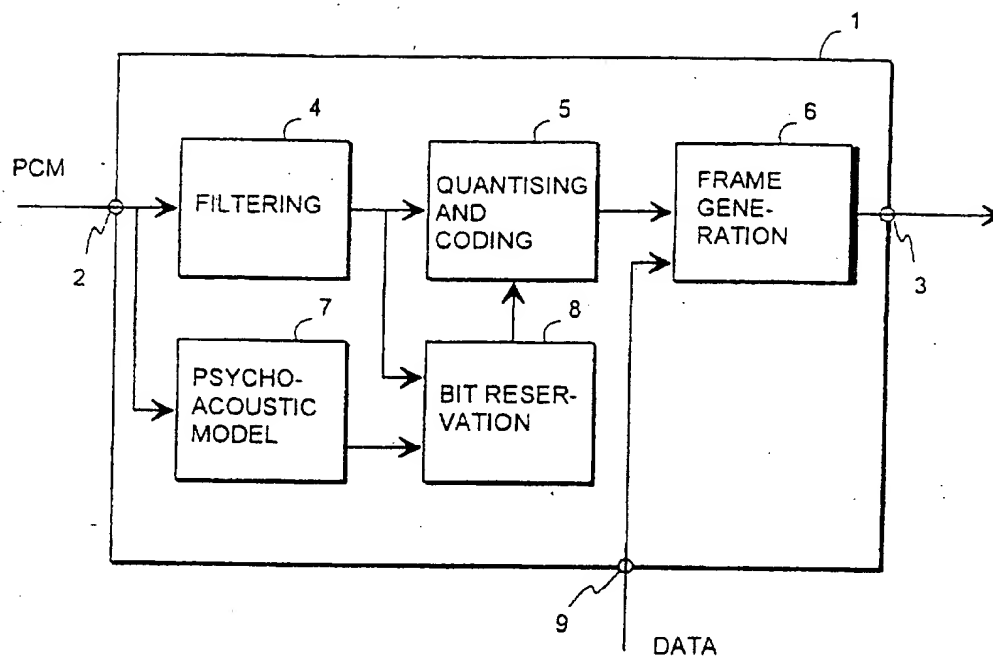 1
4
5
6
PCM
FILTERING
QUANTISING
AND
CODING
FRAME
GENE-
RATION
2
3
7
8
PSYCHO-
ACOUSTIC
MODEL
BIT RESER-
VATION
9
DATA